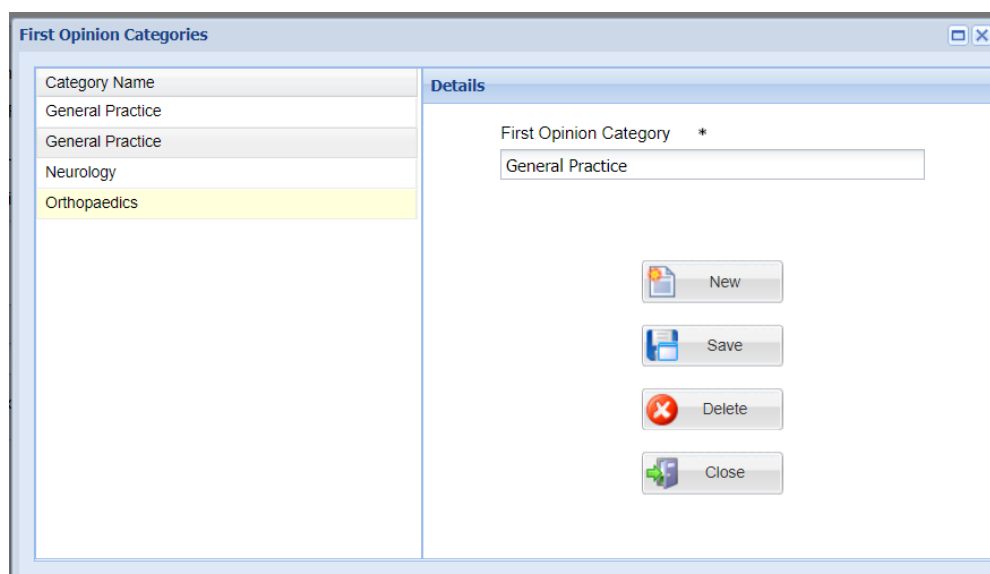 First Opinion Categories
Category Name
General Practice
General Practice
Neurology
Orthopaedics
Details
First Opinion Category *
General Practice
New
Save
Delete
Close